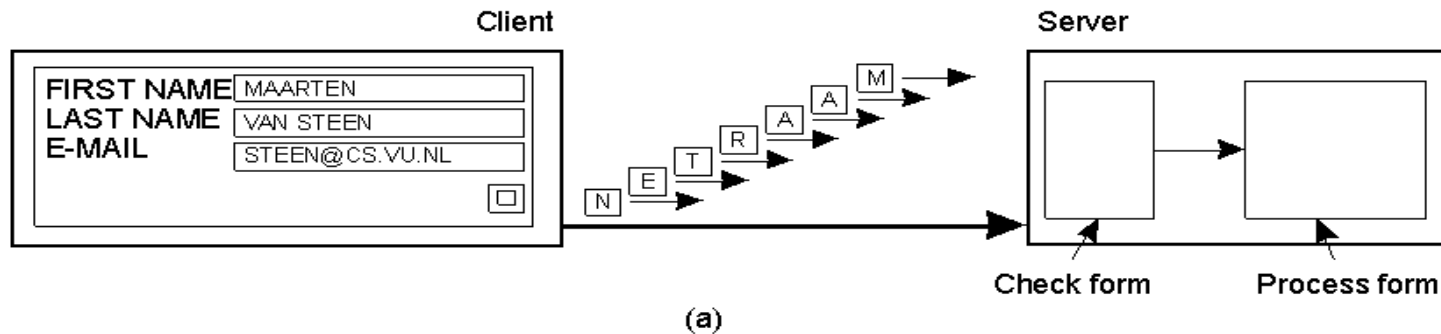 Client
Server
FIRST NAME MAARTEN
LAST NAME VAN STEEN
E-MAIL STEEN@CS.VU.NL
N E T R A A M
Check form
Process form
(a)